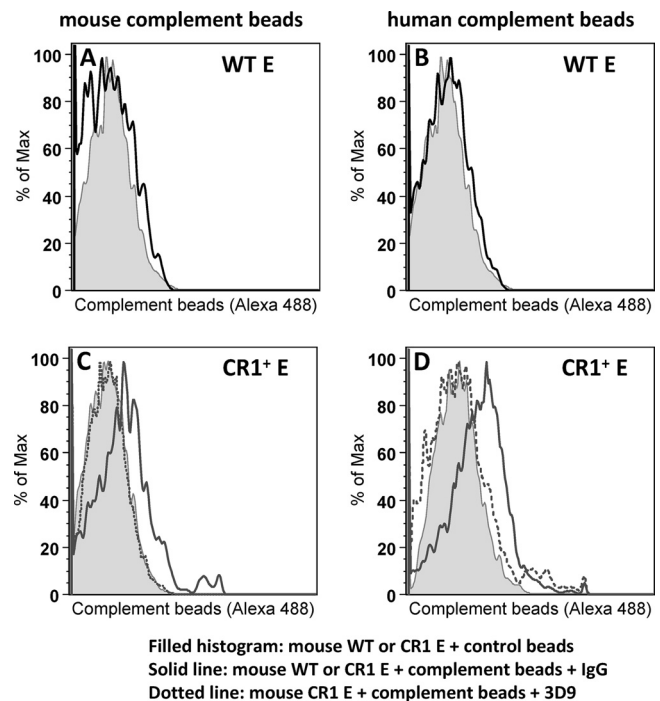 mouse complement beads
human complement beads
A
WT E
100
80
60
40
20
0
% of Max
Complement beads (Alexa 488)
B
WT E
100
80
60
40
20
0
% of Max
Complement beads (Alexa 488)
C
CR1⁺ E
100
80
60
40
20
0
% of Max
Complement beads (Alexa 488)
D
CR1⁺ E
100
80
60
40
20
0
% of Max
Complement beads (Alexa 488)
Filled histogram: mouse WT or CR1 E + control beads
Solid line: mouse WT or CR1 E + complement beads + IgG
Dotted line: mouse CR1 E + complement beads + 3D9